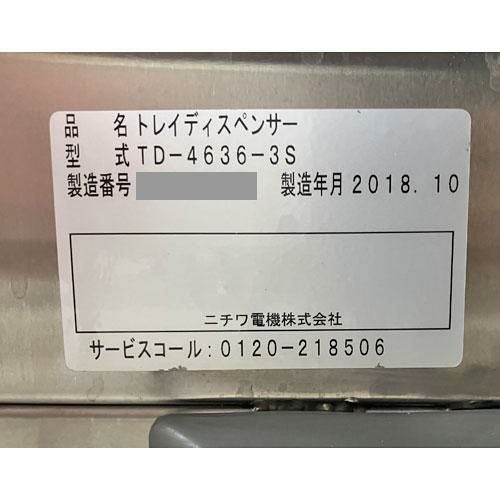 品 名 トレイディスペンサー
型 式 TD-4636-3S
製造番号 製造年月 2018.10
ニチワ電機株式会社
サービスコール:0120-218506